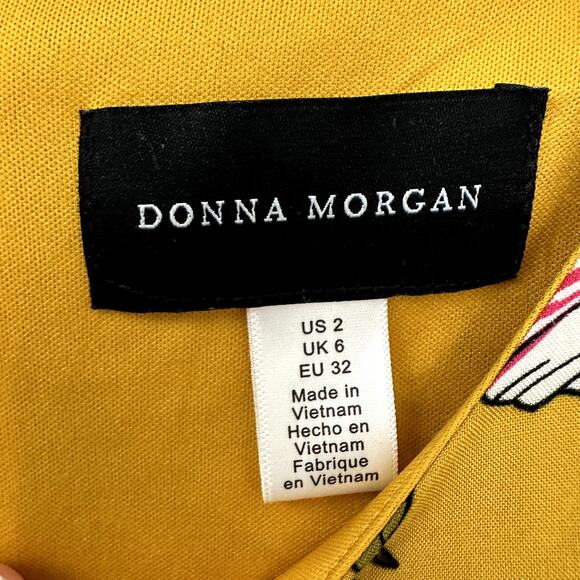 DONNA MORGAN
US 2
UK 6
EU 32
Made in
Vietnam
Hecho en
Vietnam
Fabrique
en Vietnam